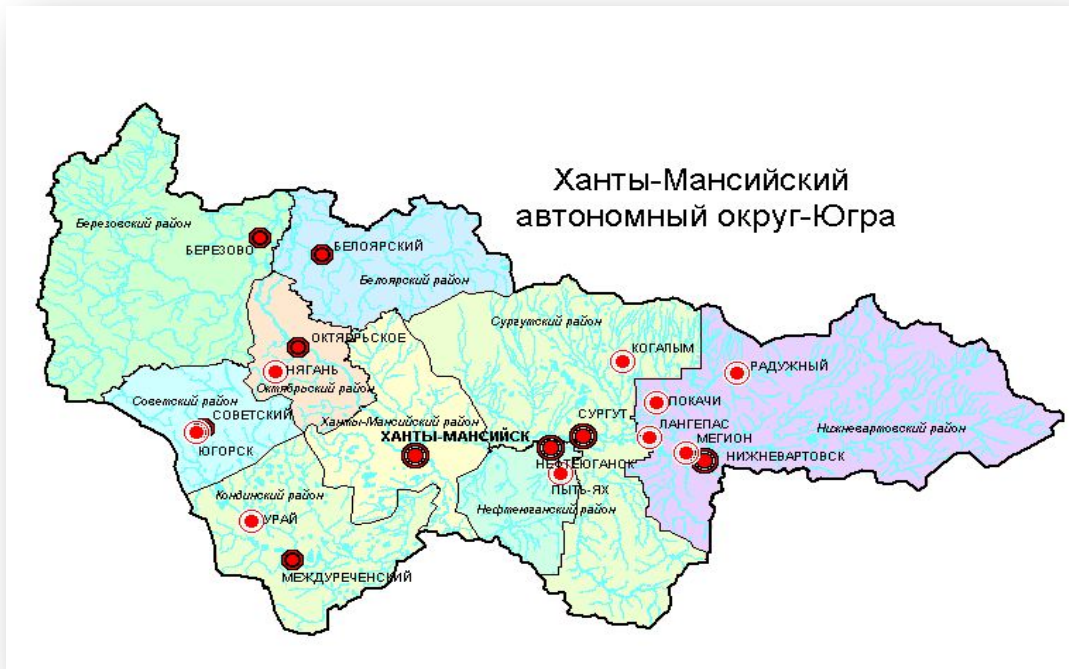 Ханты-Мансийский
автономный округ-Югра
Березовский район
БЕРЕЗОВО
БЕЛОЯРСКИЙ
Белоярский район
Сургутский район
ОКТЯБРЬСКОЕ
КОГАЛЫМ
РАДУЖНЫЙ
НЯГАНЬ
Октябрьский район
Советский район
ПОКАЧИ
СОВЕТСКИЙ
Ханты-Мансийский район
СУРГУТ
ЛАНГЕПАС
Нижневартовский район
ХАНТЫ-МАНСИЙСК
МЕГИОН
ЮГОРСК
НЕФТЕЮГАНСК
НИЖНЕВАРТОВСК
ПЫТЬ-ЯХ
Кондинский район
Нефтеюганский район
УРАЙ
МЕЖДУРЕЧЕНСКИЙ